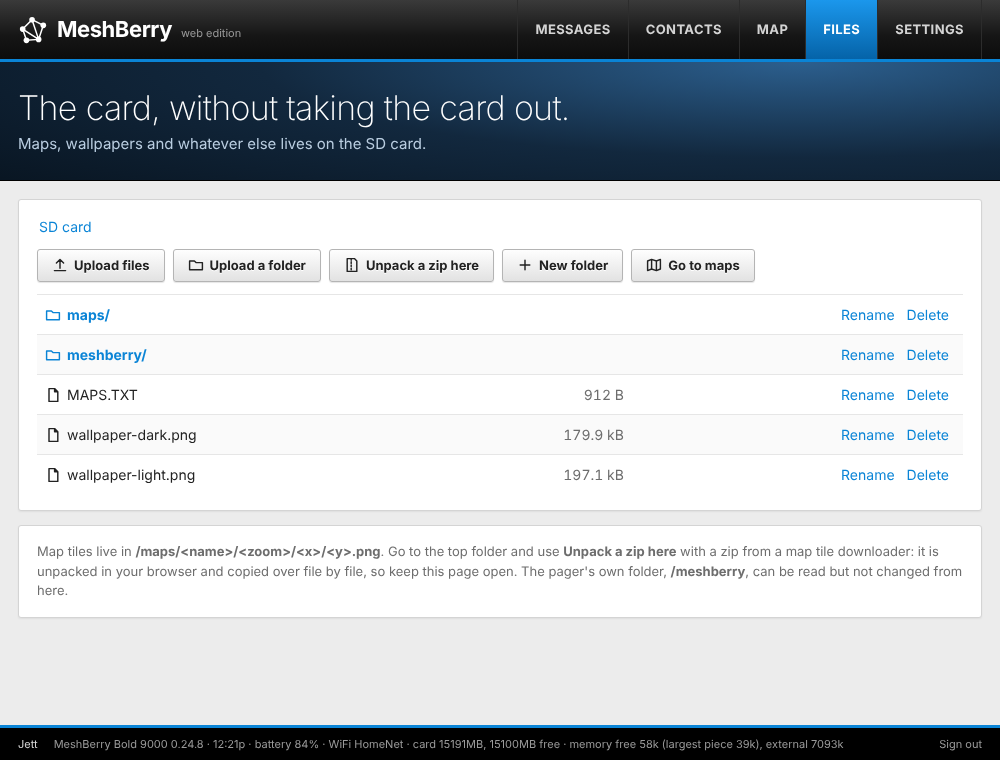 MeshBerry web edition
MESSAGES CONTACTS MAP FILES SETTINGS
The card, without taking the card out.
Maps, wallpapers and whatever else lives on the SD card.
SD card
Upload files Upload a folder Unpack a zip here New folder Go to maps
maps/ Rename Delete
meshberry/ Rename Delete
MAPS.TXT 912 B Rename Delete
wallpaper-dark.png 179.9 kB Rename Delete
wallpaper-light.png 197.1 kB Rename Delete
Map tiles live in /maps/<name>/<zoom>/<x>/<y>.png. Go to the top folder and use Unpack a zip here with a zip from a map tile downloader: it is
unpacked in your browser and copied over file by file, so keep this page open. The pager's own folder, /meshberry, can be read but not changed from
here.
Jett MeshBerry Bold 9000 0.24.8 · 12:21p · battery 84% · WiFi HomeNet · card 15191MB, 15100MB free · memory free 58k (largest piece 39k), external 7093k Sign out